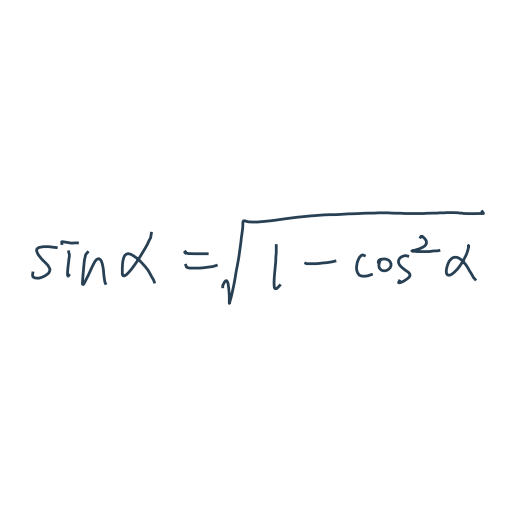 sinα = √(1 − cos²α)